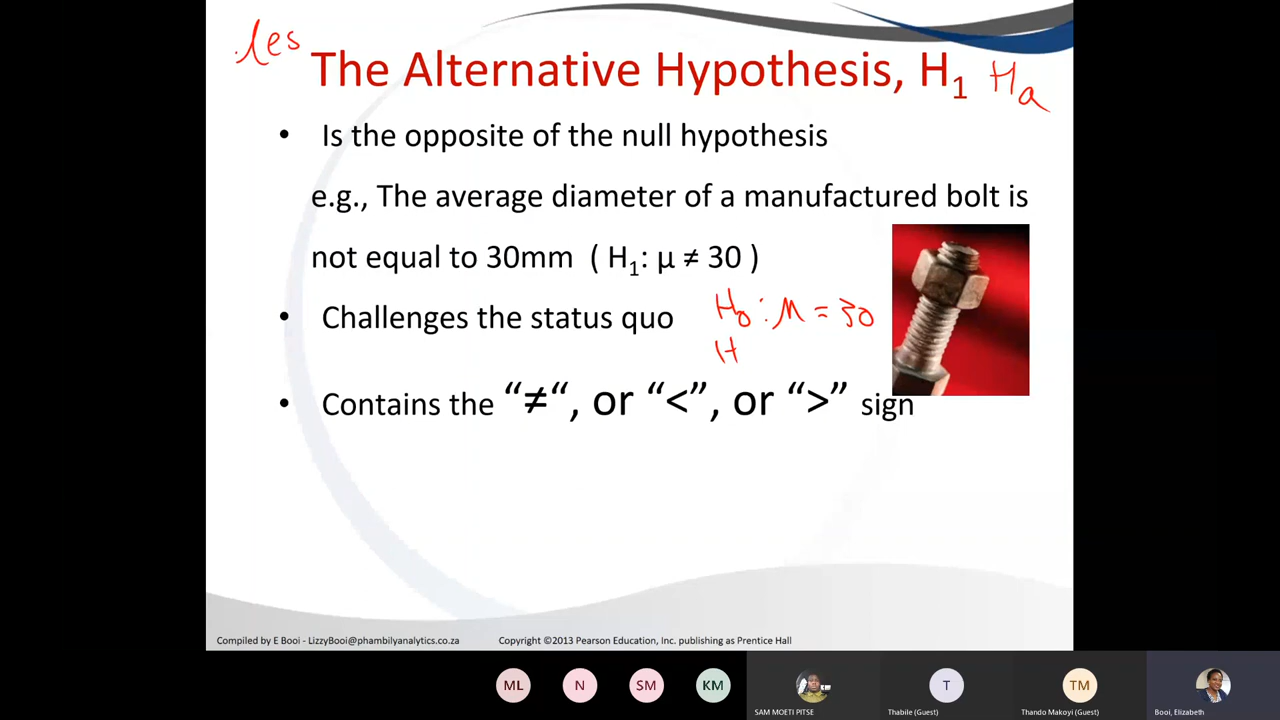 les
The Alternative Hypothesis, H₁ Hₐ
• Is the opposite of the null hypothesis
e.g., The average diameter of a manufactured bolt is
not equal to 30mm ( H₁: μ ≠ 30 )
• Challenges the status quo H₀ : μ = 30
H
• Contains the “≠“, or “<”, or “>” sign
Compiled by E Booi - LizzyBooi@phambilyanalytics.co.za Copyright ©2013 Pearson Education, Inc. publishing as Prentice Hall
ML N SM KM T TM
SAM MOETI PITSE Thabile (Guest) Thando Makoyi (Guest) Booi, Elizabeth